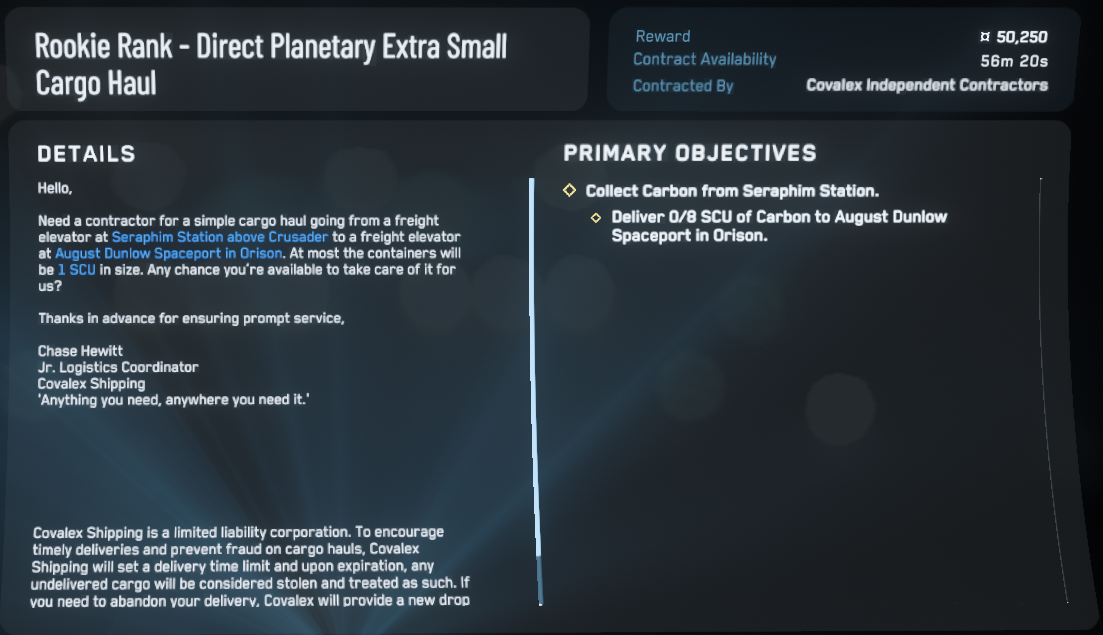 Rookie Rank - Direct Planetary Extra Small
Cargo Haul
Reward ¤ 50,250
Contract Availability 56m 20s
Contracted By Covalex Independent Contractors
DETAILS
Hello,
Need a contractor for a simple cargo haul going from a freight
elevator at Seraphim Station above Crusader to a freight elevator
at August Dunlow Spaceport in Orison. At most the containers will
be 1 SCU in size. Any chance you're available to take care of it for
us?
Thanks in advance for ensuring prompt service,
Chase Hewitt
Jr. Logistics Coordinator
Covalex Shipping
'Anything you need, anywhere you need it.'
Covalex Shipping is a limited liability corporation. To encourage
timely deliveries and prevent fraud on cargo hauls, Covalex
Shipping will set a delivery time limit and upon expiration, any
undelivered cargo will be considered stolen and treated as such. If
you need to abandon your delivery, Covalex will provide a new drop
PRIMARY OBJECTIVES
Collect Carbon from Seraphim Station.
Deliver 0/8 SCU of Carbon to August Dunlow
Spaceport in Orison.